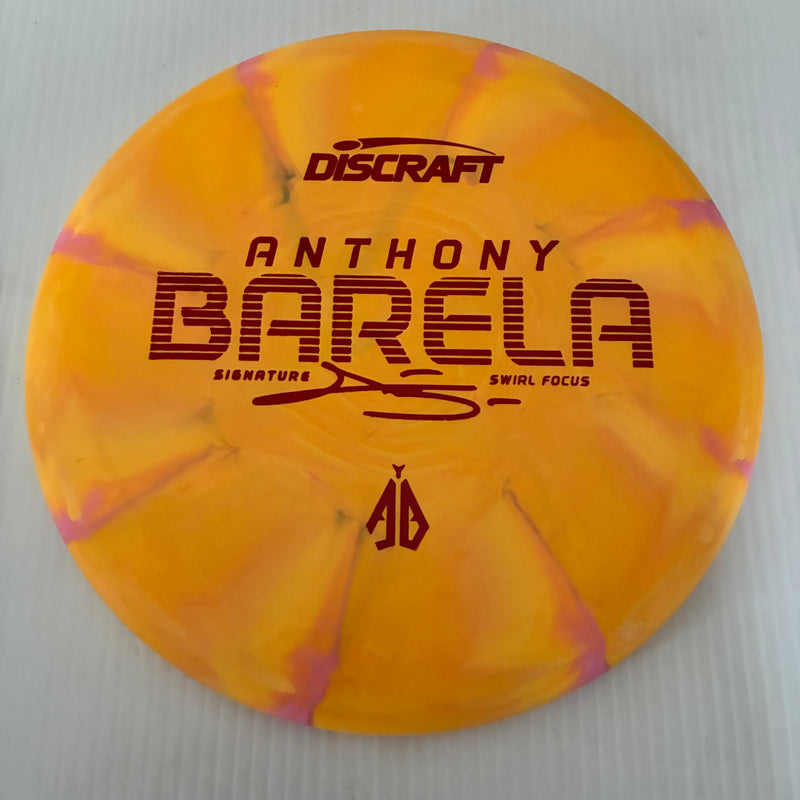 DISCRAFT
ANTHONY
BARELA
SIGNATURE SWIRL FOCUS
AB